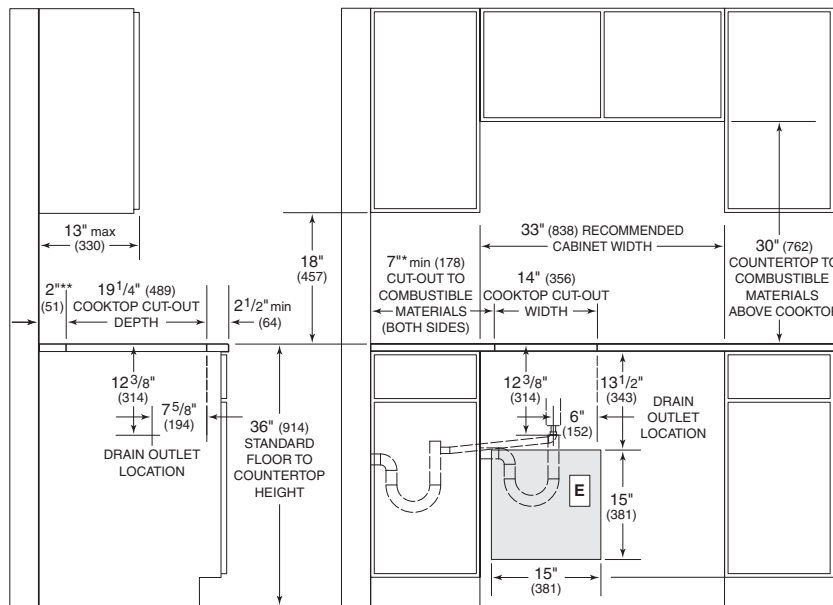 13" max
(330)
2"**
(51)
19 1/4" (489)
COOKTOP CUT-OUT
DEPTH
2 1/2" min
(64)
18"
(457)
12 3/8"
(314)
7 5/8"
(194)
DRAIN OUTLET
LOCATION
36" (914)
STANDARD
FLOOR TO
COUNTERTOP
HEIGHT
33" (838) RECOMMENDED
CABINET WIDTH
7"* min (178)
CUT-OUT TO
COMBUSTIBLE
MATERIALS
(BOTH SIDES)
14" (356)
COOKTOP CUT-OUT
WIDTH
30" (762)
COUNTERTOP TO
COMBUSTIBLE
MATERIALS
ABOVE COOKTOP
12 3/8"
(314)
6"
(152)
13 1/2"
(343)
DRAIN
OUTLET
LOCATION
E
15"
(381)
15"
(381)